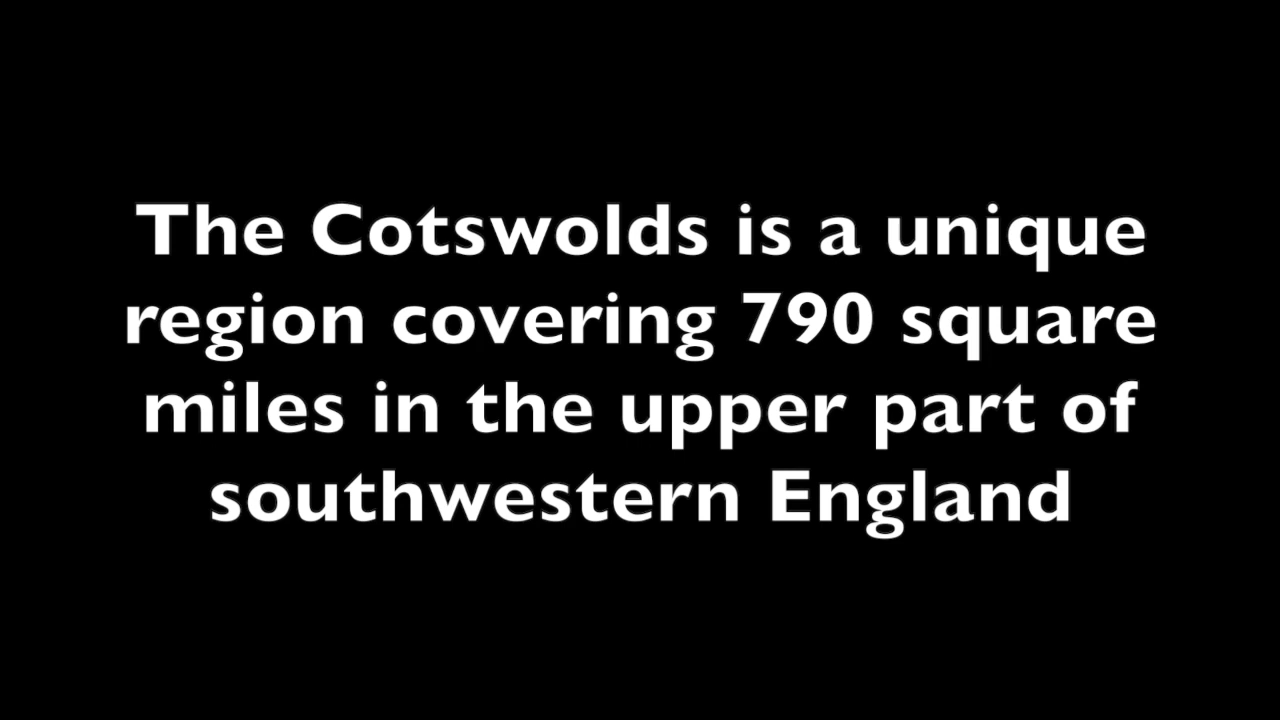 The Cotswolds is a unique
region covering 790 square
miles in the upper part of
southwestern England